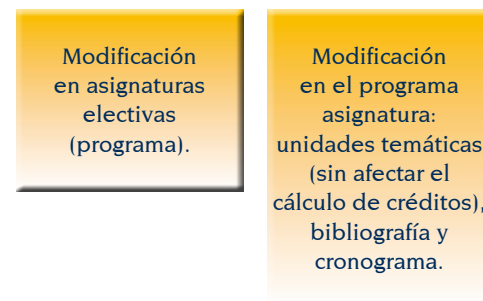 Modificación
en asignaturas
electivas
(programa).
Modificación
en el programa
asignatura:
unidades temáticas
(sin afectar el
cálculo de créditos),
bibliografía y
cronograma.